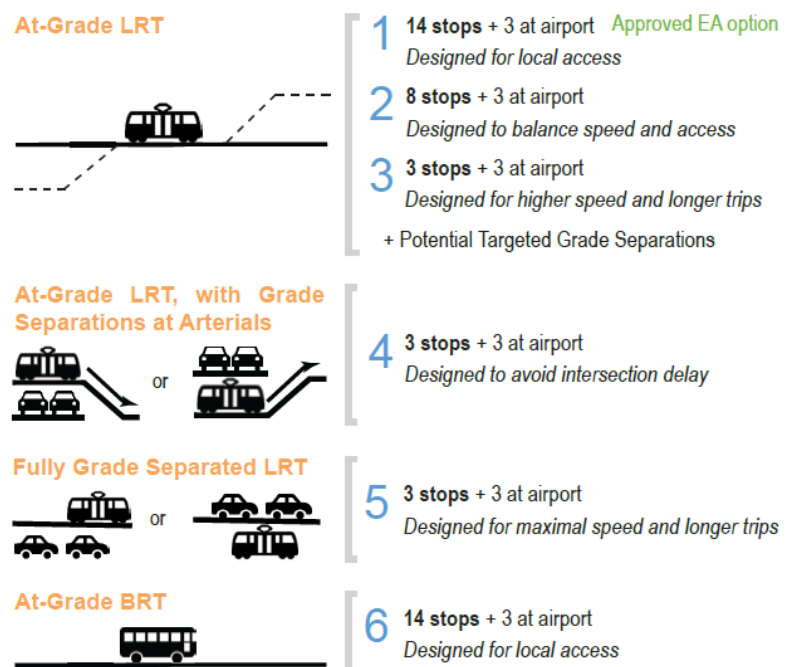 At-Grade LRT
1 14 stops + 3 at airport Approved EA option
Designed for local access
2 8 stops + 3 at airport
Designed to balance speed and access
3 3 stops + 3 at airport
Designed for higher speed and longer trips
+ Potential Targeted Grade Separations
At-Grade LRT, with Grade
Separations at Arterials
or
4 3 stops + 3 at airport
Designed to avoid intersection delay
Fully Grade Separated LRT
or
5 3 stops + 3 at airport
Designed for maximal speed and longer trips
At-Grade BRT
6 14 stops + 3 at airport
Designed for local access